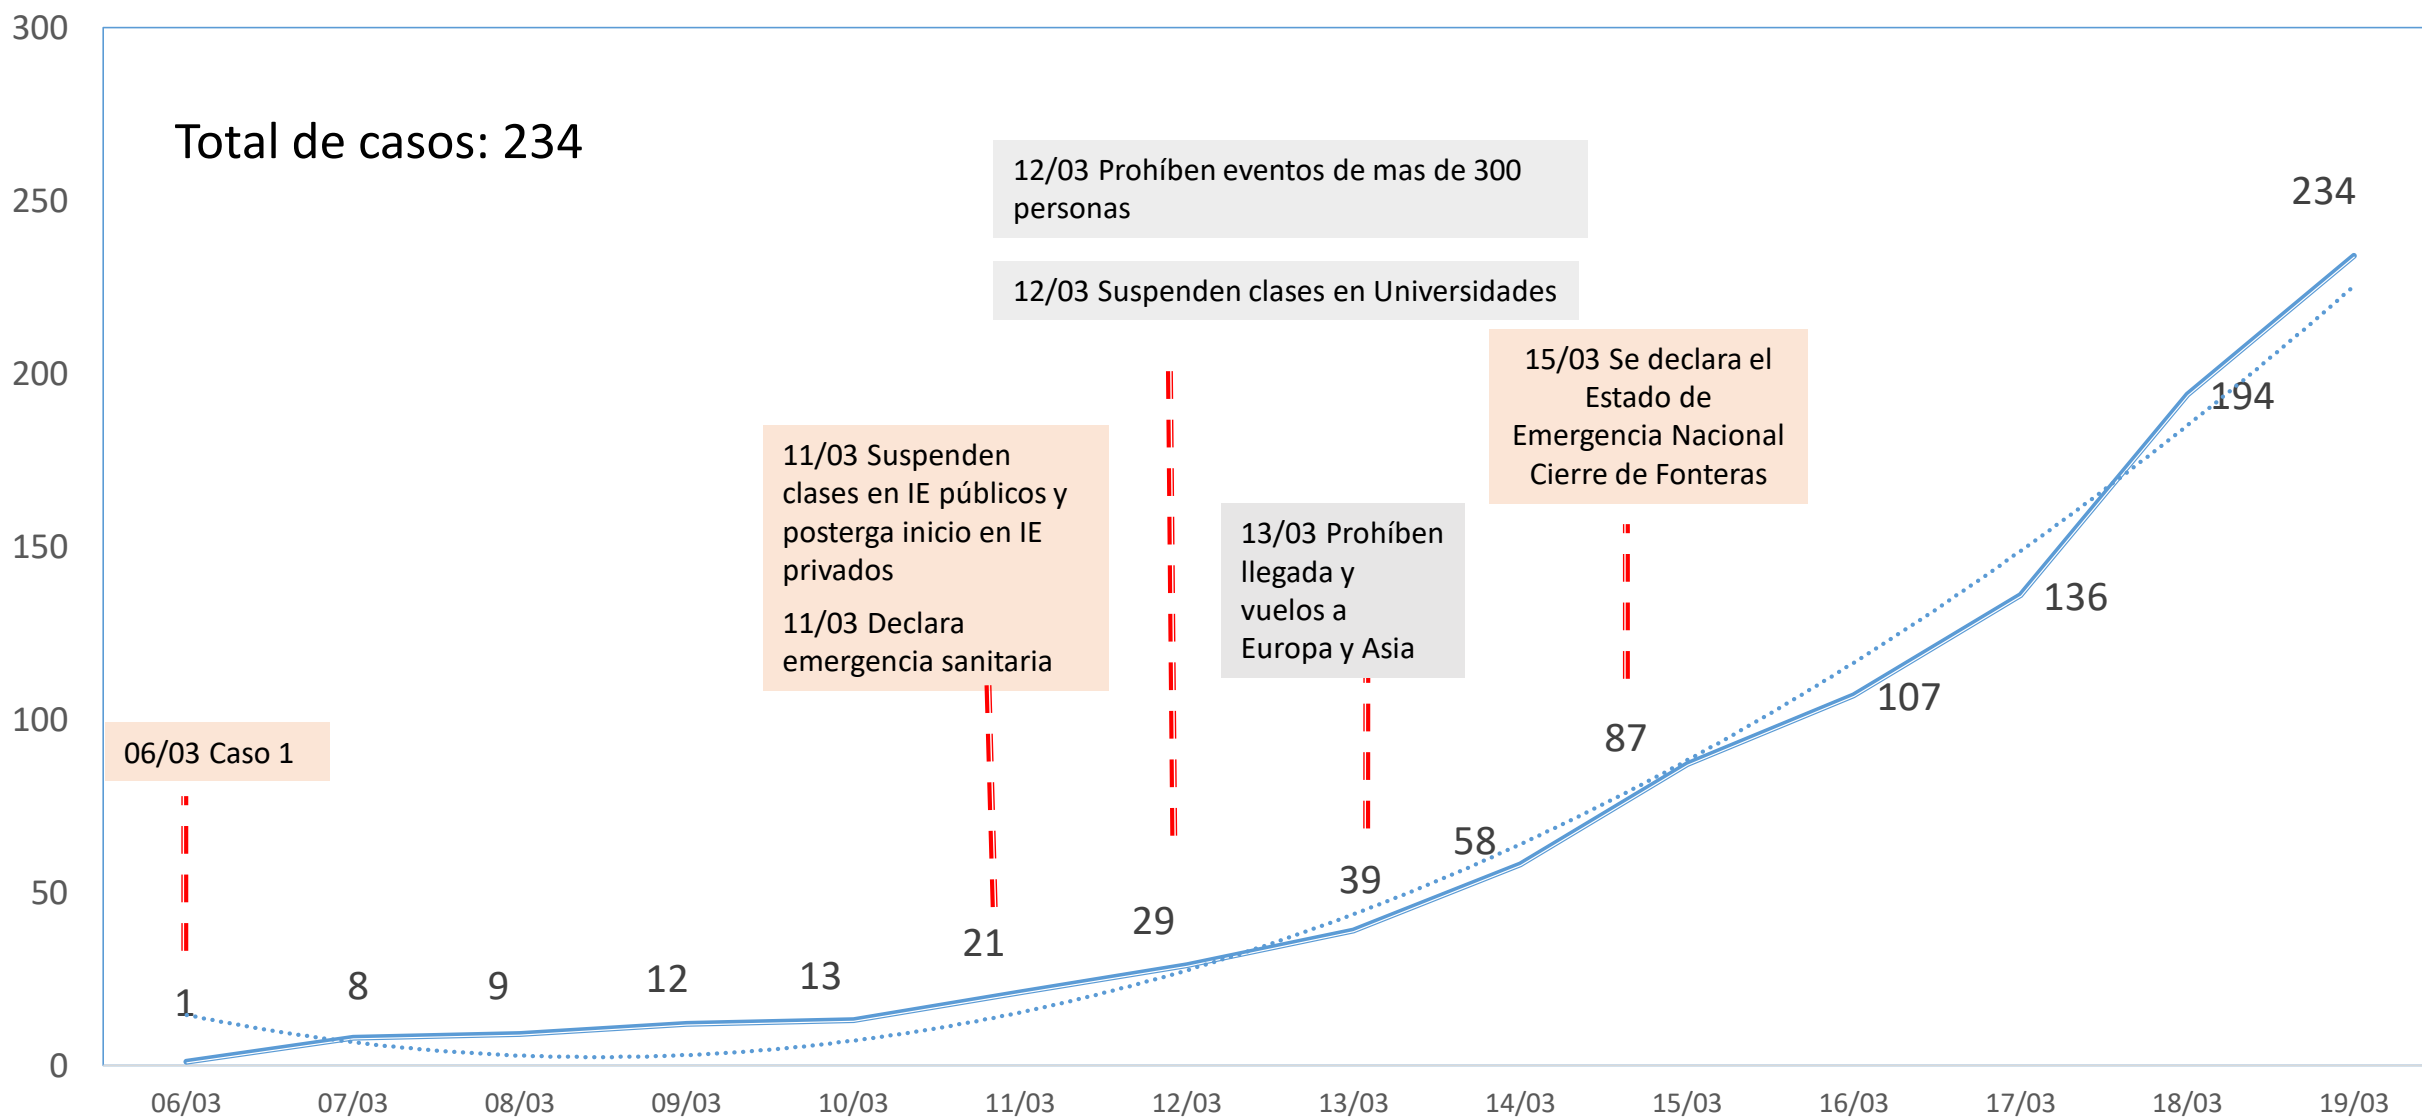 300
250
200
150
100
50
0
Total de casos: 234
12/03 Prohíben eventos de mas de 300
personas
12/03 Suspenden clases en Universidades
15/03 Se declara el
Estado de
Emergencia Nacional
Cierre de Fonteras
11/03 Suspenden
clases en IE públicos y
posterga inicio en IE
privados
11/03 Declara
emergencia sanitaria
13/03 Prohíben
llegada y
vuelos a
Europa y Asia
06/03 Caso 1
1
8
9
12
13
21
29
39
58
87
107
136
194
234
06/03 07/03 08/03 09/03 10/03 11/03 12/03 13/03 14/03 15/03 16/03 17/03 18/03 19/03